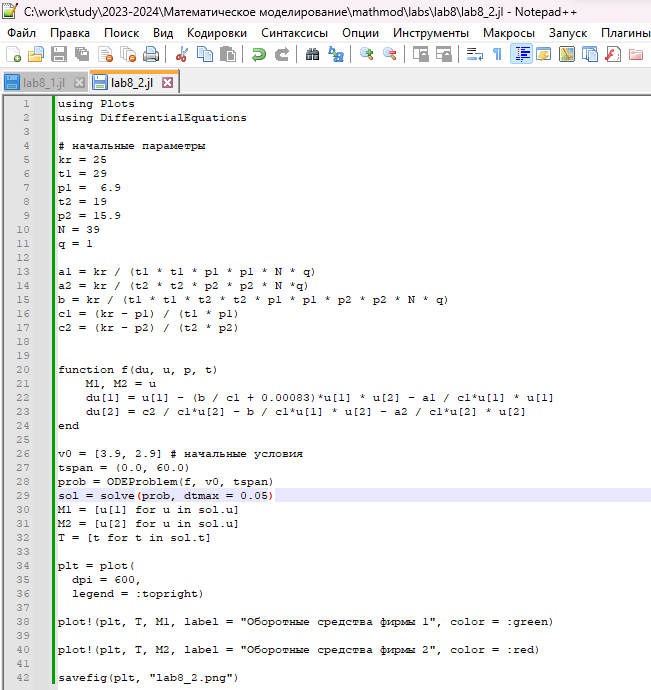 C:\work\study\2023-2024\Математическое моделирование\mathmod\labs\lab8\lab8_2.jl - Notepad++
Файл Правка Поиск Вид Кодировки Синтаксисы Опции Инструменты Макросы Запуск Плагины
lab8_1.jl lab8_2.jl
1 using Plots
2 using DifferentialEquations
3
4 # начальные параметры
5 kr = 25
6 t1 = 29
7 p1 =  6.9
8 t2 = 19
9 p2 = 15.9
10 N = 39
11 q = 1
12
13 a1 = kr / (t1 * t1 * p1 * p1 * N * q)
14 a2 = kr / (t2 * t2 * p2 * p2 * N *q)
15 b = kr / (t1 * t1 * t2 * t2 * p1 * p1 * p2 * p2 * N * q)
16 c1 = (kr - p1) / (t1 * p1)
17 c2 = (kr - p2) / (t2 * p2)
18
19
20 function f(du, u, p, t)
21     M1, M2 = u
22     du[1] = u[1] - (b / c1 + 0.00083)*u[1] * u[2] - a1 / c1*u[1] * u[1]
23     du[2] = c2 / c1*u[2] - b / c1*u[1] * u[2] - a2 / c1*u[2] * u[2]
24 end
25
26 v0 = [3.9, 2.9] # начальные условия
27 tspan = (0.0, 60.0)
28 prob = ODEProblem(f, v0, tspan)
29 sol = solve(prob, dtmax = 0.05)
30 M1 = [u[1] for u in sol.u]
31 M2 = [u[2] for u in sol.u]
32 T = [t for t in sol.t]
33
34 plt = plot(
35   dpi = 600,
36   legend = :topright)
37
38 plot!(plt, T, M1, label = "Оборотные средства фирмы 1", color = :green)
39
40 plot!(plt, T, M2, label = "Оборотные средства фирмы 2", color = :red)
41
42 savefig(plt, "lab8_2.png")